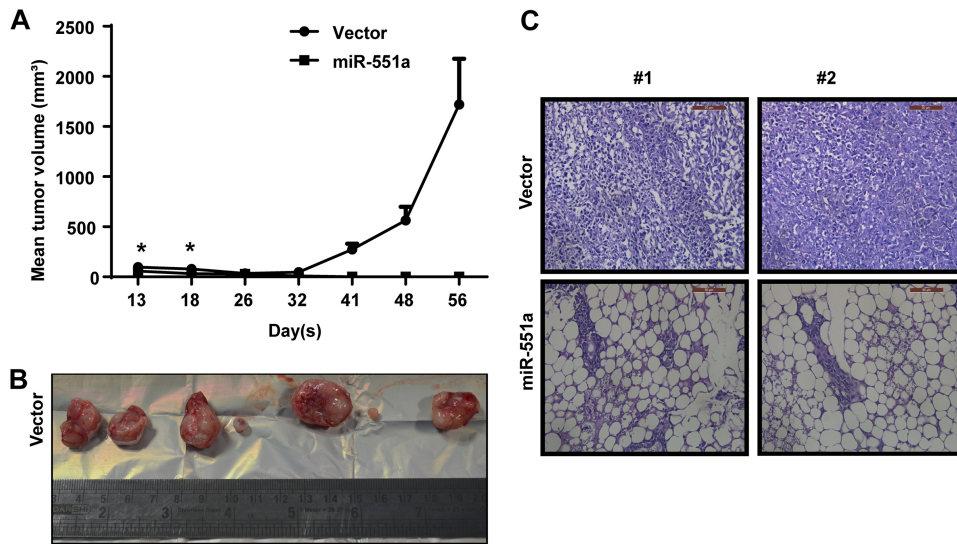 A
Mean tumor volume (mm³)
2500
2000
1500
1000
500
0
Vector
miR-551a
*
*
13 18 26 32 41 48 56
Day(s)
B
Vector
C
#1 #2
Vector
miR-551a